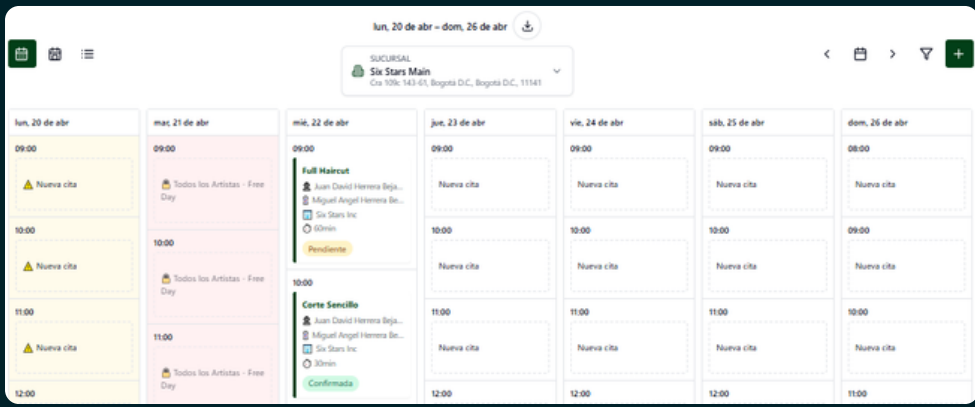 lun, 20 de abr – dom, 26 de abr
SUCURSAL
Six Stars Main
Cra 109c 143-61, Bogotá D.C., Bogotá D.C., 11141
lun, 20 de abr
09:00
Nueva cita
10:00
Nueva cita
11:00
Nueva cita
12:00
mar, 21 de abr
09:00
Todos los Artistas - Free
Day
10:00
Todos los Artistas - Free
Day
11:00
Todos los Artistas - Free
Day
mié, 22 de abr
09:00
Full Haircut
Juan David Herrera Beja...
Miguel Angel Herrera Be...
Six Stars Inc
60min
Pendiente
10:00
Corte Sencillo
Juan David Herrera Beja...
Miguel Angel Herrera Be...
Six Stars Inc
30min
Confirmada
jue, 23 de abr
09:00
Nueva cita
10:00
Nueva cita
11:00
Nueva cita
12:00
vie, 24 de abr
09:00
Nueva cita
10:00
Nueva cita
11:00
Nueva cita
12:00
sáb, 25 de abr
09:00
Nueva cita
10:00
Nueva cita
11:00
Nueva cita
12:00
dom, 26 de abr
08:00
Nueva cita
09:00
Nueva cita
10:00
Nueva cita
11:00